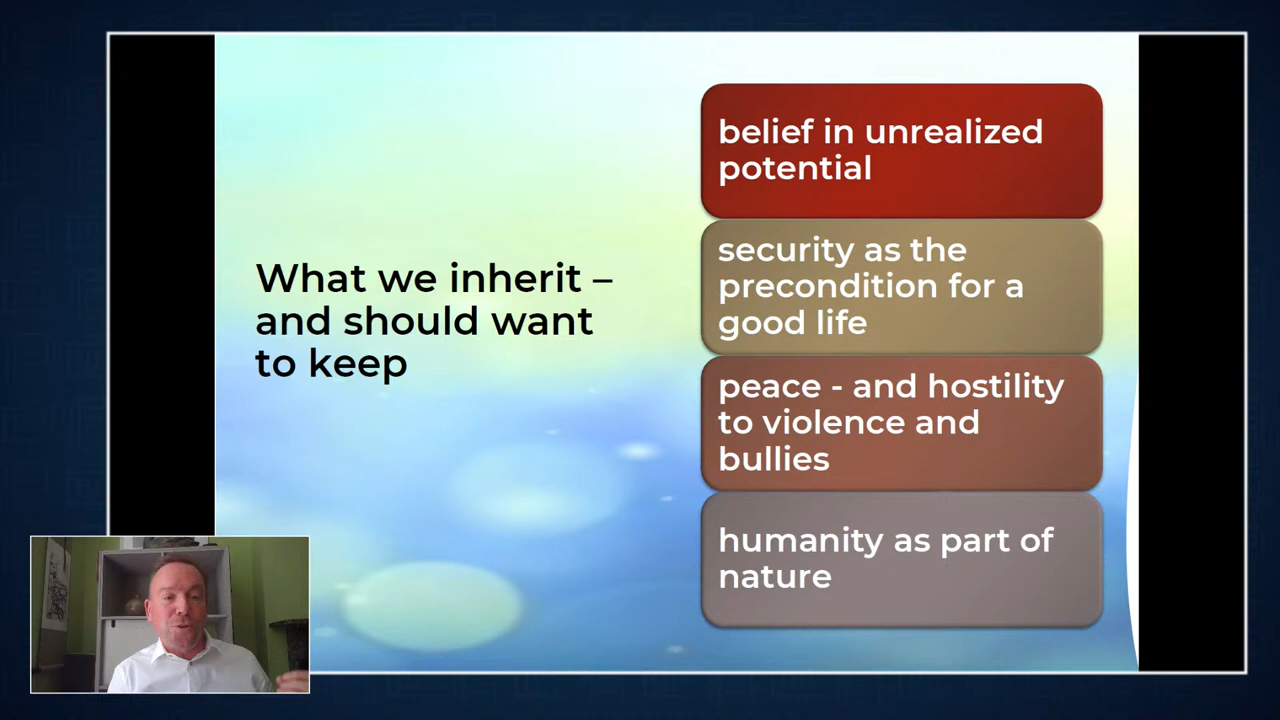 What we inherit –
and should want
to keep
belief in unrealized
potential
security as the
precondition for a
good life
peace - and hostility
to violence and
bullies
humanity as part of
nature